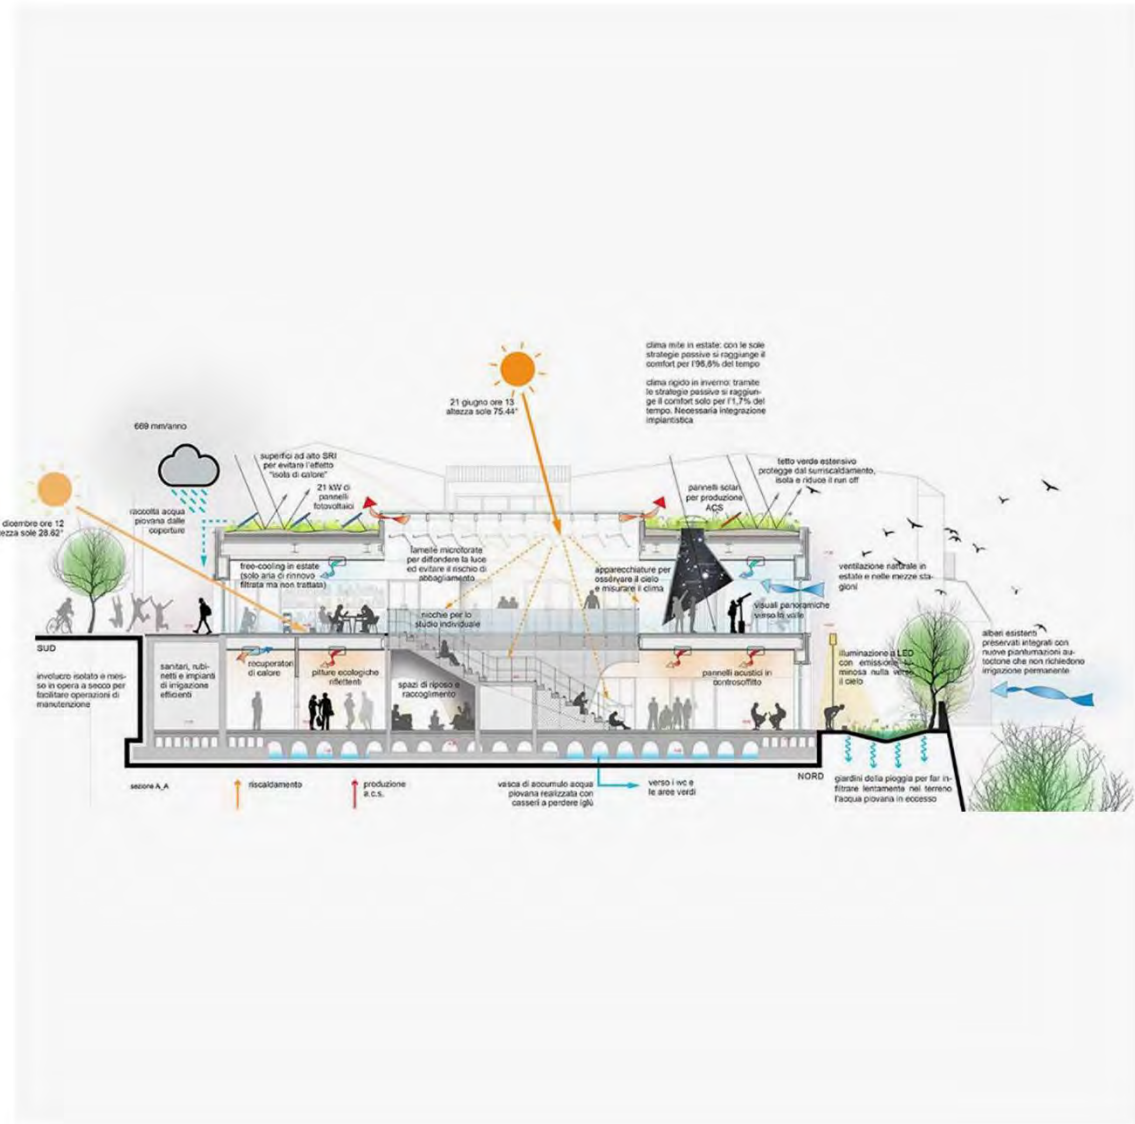 clima mite in estate: con le sole
strategie passive si raggiunge il
comfort per l'96,6% del tempo
clima rigido in inverno: tramite
le strategie passive si raggiun-
ge il comfort solo per l'1,7% del
tempo. Necessaria integrazione
impiantistica
21 giugno ore 13
altezza sole 75.44°
669 mm/anno
superfici ad alto SRI
per evitare l'effetto
"isola di calore"
21 kW di
pannelli
fotovoltaici
raccolta acqua
piovana dalle
coperture
dicembre ore 12
ezza sole 28.62°
pannelli solari
per produzione
ACS
tetto verde estensivo
protegge dal surriscaldamento,
isola e riduce il run off
free-cooling in estate
(solo aria di rinnovo
filtrata ma non trattata)
lamelle microforate
per diffondere la luce
ed evitare il rischio di
abbagliamento
apparecchiature per
osservare il cielo
e misurare il clima
ventilazione naturale in
estate e nelle mezze sta-
gioni
nicchie per lo
studio individuale
visuali panoramiche
verso la valle
SUD
involucro isolato e mes-
so in opera a secco per
facilitare operazioni di
manutenzione
sanitari, rubi-
netti e impianti
di irrigazione
efficienti
recuperatori
di calore
pitture ecologiche
riflettenti
spazi di riposo e
raccoglimento
pannelli acustici in
controsoffitto
illuminazione a LED
con emissione lu-
minosa nulla verso
il cielo
alberi esistenti
preservati integrati con
nuove piantumazioni au-
toctone che non richiedono
irrigazione permanente
NORD
sezione A_A
riscaldamento
produzione
a.c.s.
vasca di accumulo acqua
piovana realizzata con
casseri a perdere iglù
verso i wc e
le aree verdi
giardini della pioggia per far in-
filtrare lentamente nel terreno
l'acqua piovana in eccesso